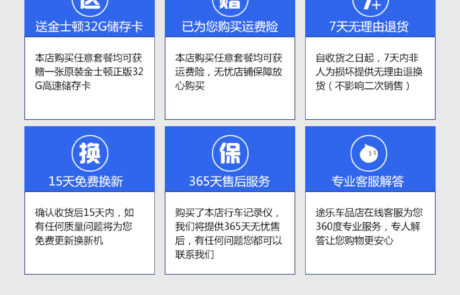 送
赠
7+
送金士顿32G储存卡
已为您购买运费险
7天无理由退货
本店购买任意套餐均可获
赠一张原装金士顿正版32
G高速储存卡
本店购买任意套餐均可获
运费险，无忧店铺保障放
心购买
自收货之日起，7天内非
人为损坏提供无理由退换
货（不影响二次销售）
换
保
15天免费换新
365天售后服务
专业客服解答
确认收货后15天内，如
有任何质量问题将为您
免费更新换新机
购买了本店行车记录仪，
我们将提供365天无忧售
后，有任何问题您都可以
联系我们
途乐车品店在线客服为您
360度专业服务，专人解
答让您购物更安心